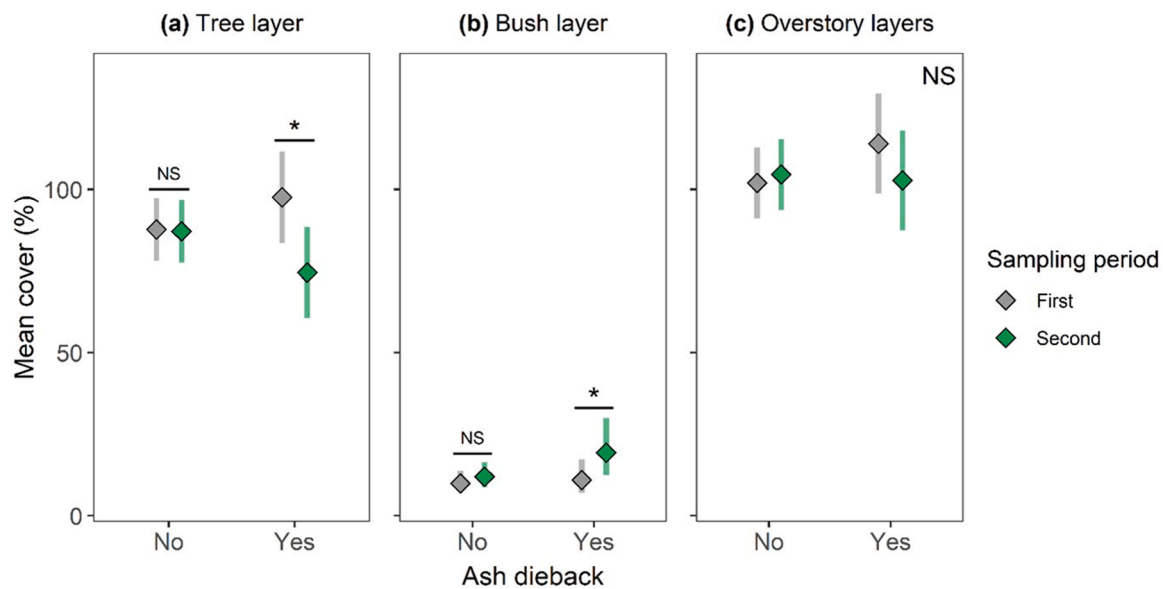 (a) Tree layer
(b) Bush layer
(c) Overstory layers
Mean cover (%)
100
50
0
NS
*
No
Yes
NS
*
No
Yes
NS
No
Yes
Ash dieback
Sampling period
First
Second